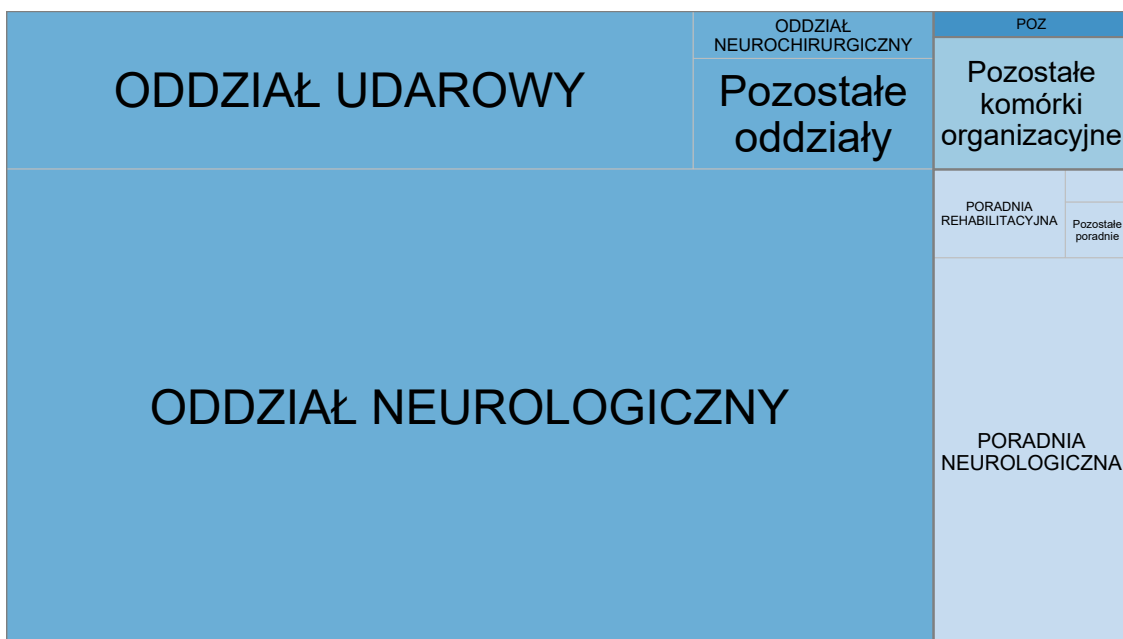 ODDZIAŁ UDAROWY
ODDZIAŁ
NEUROCHIRURGICZNY
Pozostałe
oddziały
POZ
Pozostałe
komórki
organizacyjne
PORADNIA
REHABILITACYJNA
Pozostałe
poradnie
ODDZIAŁ NEUROLOGICZNY
PORADNIA
NEUROLOGICZNA